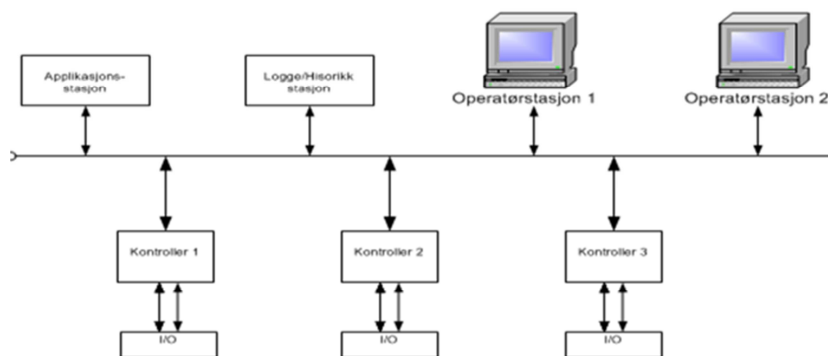 Applikasjons-
stasjon
Logge/Hisorikk
stasjon
Operatørstasjon 1
Operatørstasjon 2
Kontroller 1
Kontroller 2
Kontroller 3
I/O
I/O
I/O